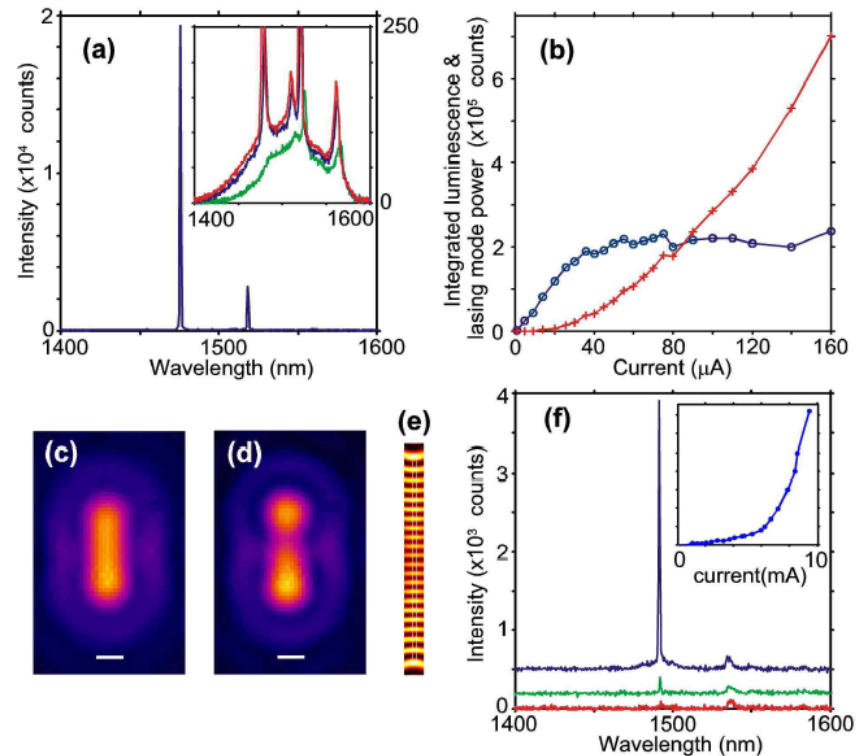 (a)
Intensity (x10⁴ counts)
2
1
0
1400
1500
1600
Wavelength (nm)
250
0
1400
1600
(b)
Integrated luminescence &
lasing mode power (x10⁵ counts)
6
4
2
0
0
40
80
120
160
Current (μA)
(c)
(d)
(e)
(f)
Intensity (x10³ counts)
4
3
2
1
0
1400
1500
1600
Wavelength (nm)
0
10
current(mA)